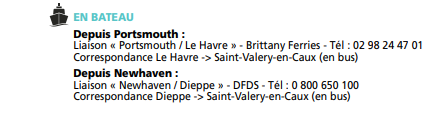 EN BATEAU
Depuis Portsmouth :
Liaison « Portsmouth / Le Havre » - Brittany Ferries - Tél : 02 98 24 47 01
Correspondance Le Havre -> Saint-Valery-en-Caux (en bus)
Depuis Newhaven :
Liaison « Newhaven / Dieppe » - DFDS - Tél : 0 800 650 100
Correspondance Dieppe -> Saint-Valery-en-Caux (en bus)